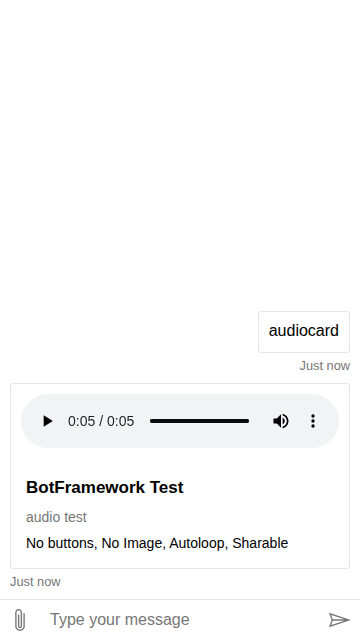 audiocard
Just now
0:05 / 0:05
BotFramework Test
audio test
No buttons, No Image, Autoloop, Sharable
Just now
Type your message